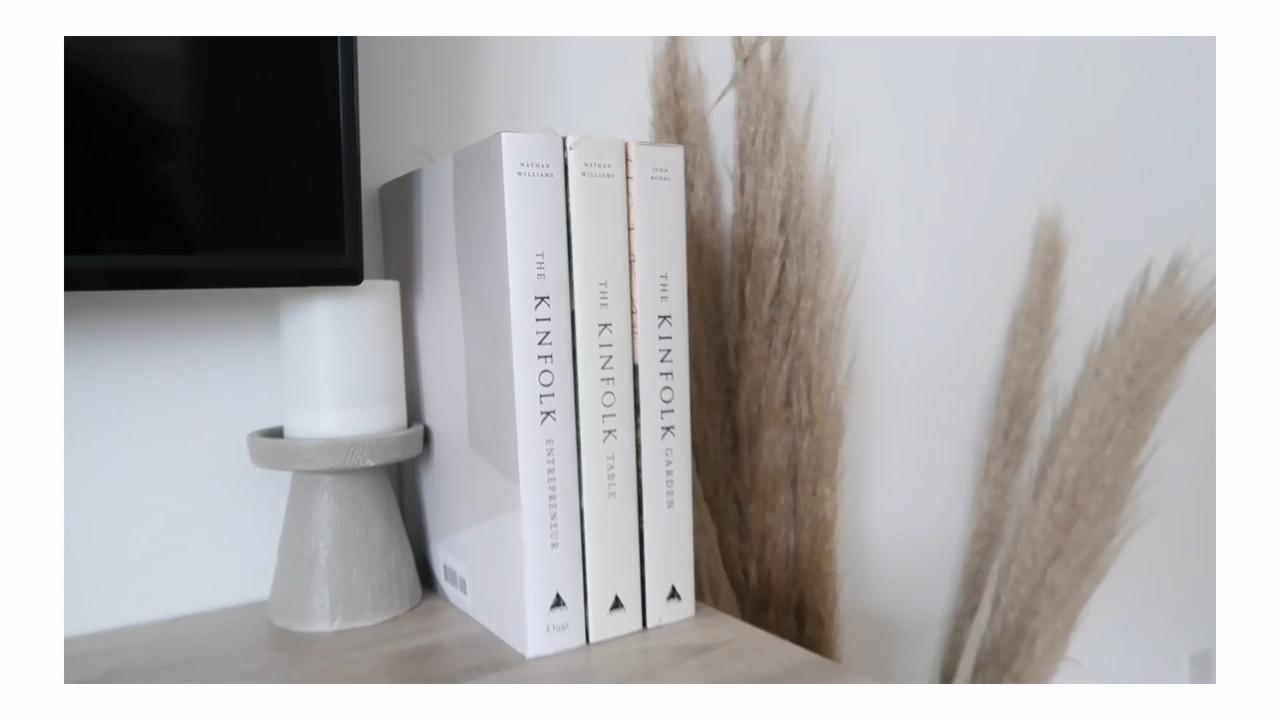 NATHAN
WILLIAMS
THE KINFOLK ENTREPRENEUR
NATHAN
WILLIAMS
THE KINFOLK TABLE
JOHN
BURNS
THE KINFOLK GARDEN